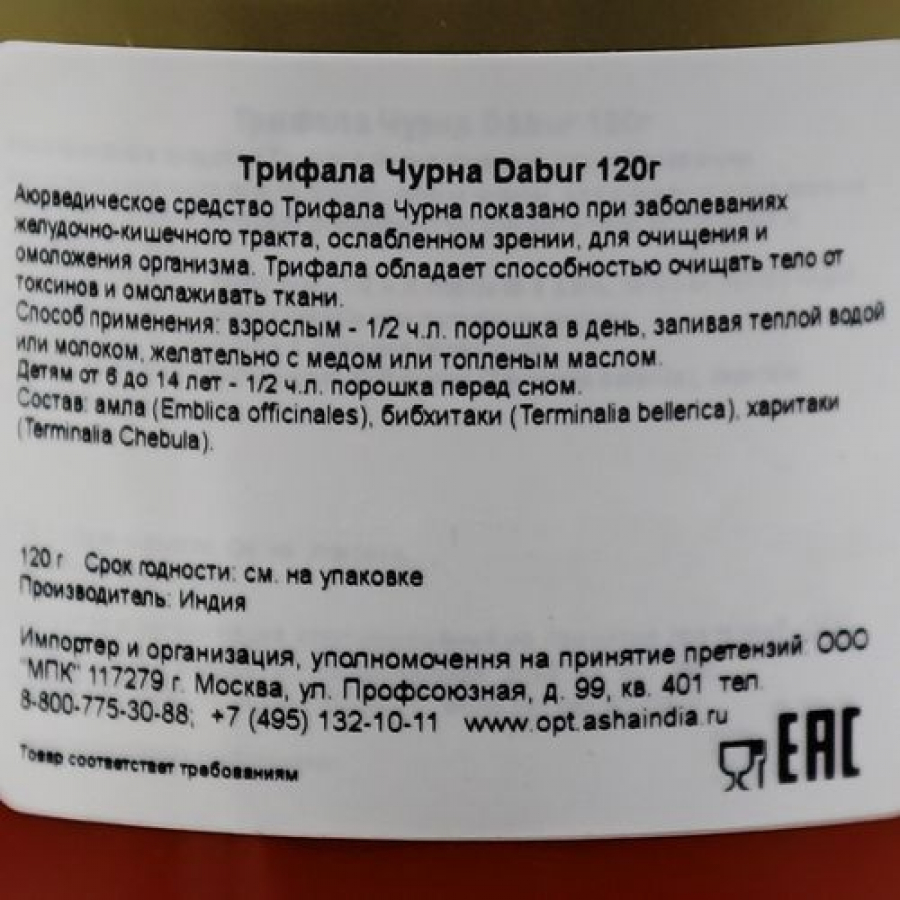 Трифала Чурна Dabur 120г
Аюрведическое средство Трифала Чурна показано при заболеваниях
желудочно-кишечного тракта, ослабленном зрении, для очищения и
омоложения организма. Трифала обладает способностью очищать тело от
токсинов и омолаживать ткани.
Способ применения: взрослым - 1/2 ч.л. порошка в день, запивая теплой водой
или молоком, желательно с медом или топленым маслом.
Детям от 6 до 14 лет - 1/2 ч.л. порошка перед сном.
Состав: амла (Emblica officinales), бибхитаки (Terminalia bellerica), харитаки
(Terminalia Chebula).
120 г Срок годности: см. на упаковке
Производитель: Индия
Импортер и организация, уполномочена на принятие претензий: ООО
"МПК" 117279 г. Москва, ул. Профсоюзная, д. 99, кв. 401 тел.
8-800-775-30-88; +7 (495) 132-10-11 www.opt.ashaindia.ru
Товар соответствует требованиям
EAC